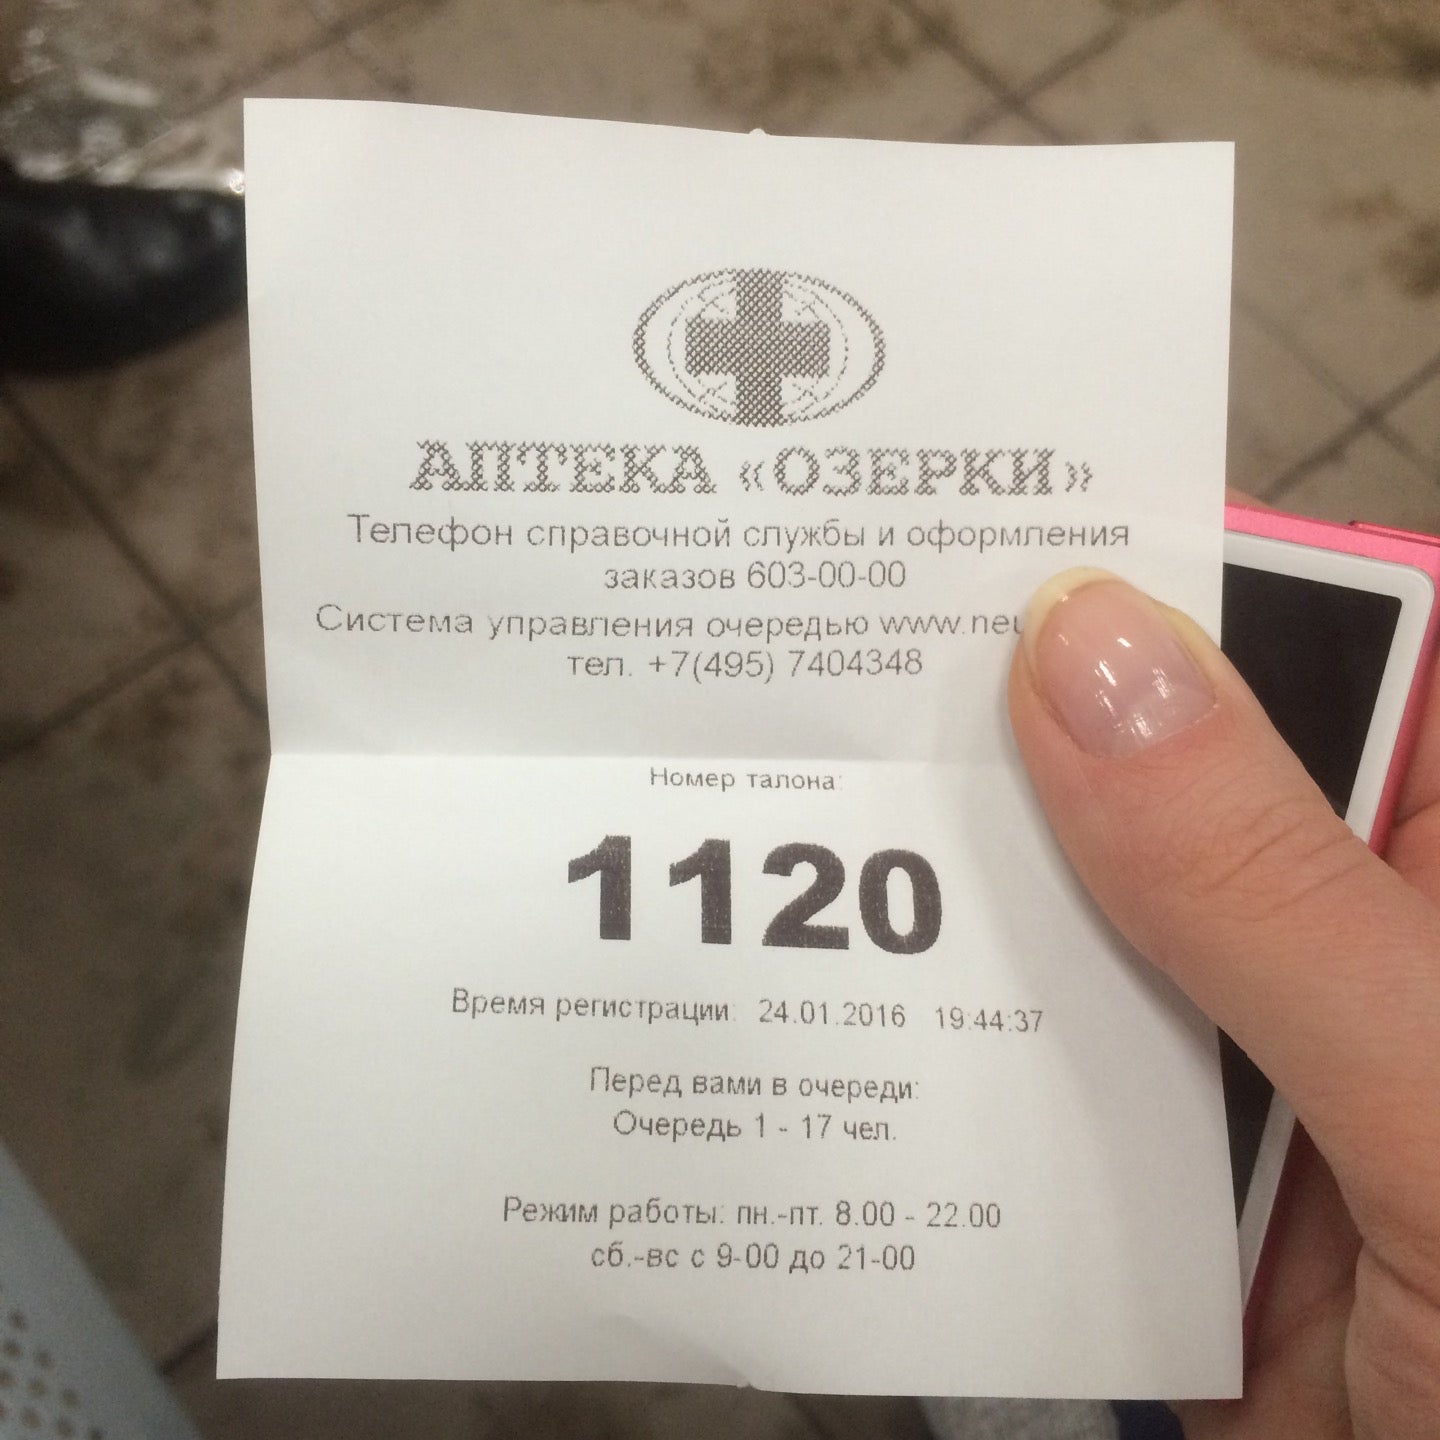 АПТЕКА «ОЗЕРКИ»
Телефон справочной службы и оформления
заказов 603-00-00
Система управления очередью
тел. +7(495) 7404348
Номер талона:
1120
Время регистрации: 24.01.2016 19:44:37
Перед вами в очереди:
Очередь 1 - 17 чел.
Режим работы: пн.-пт. 8.00 - 22.00
сб.-вс с 9-00 до 21-00